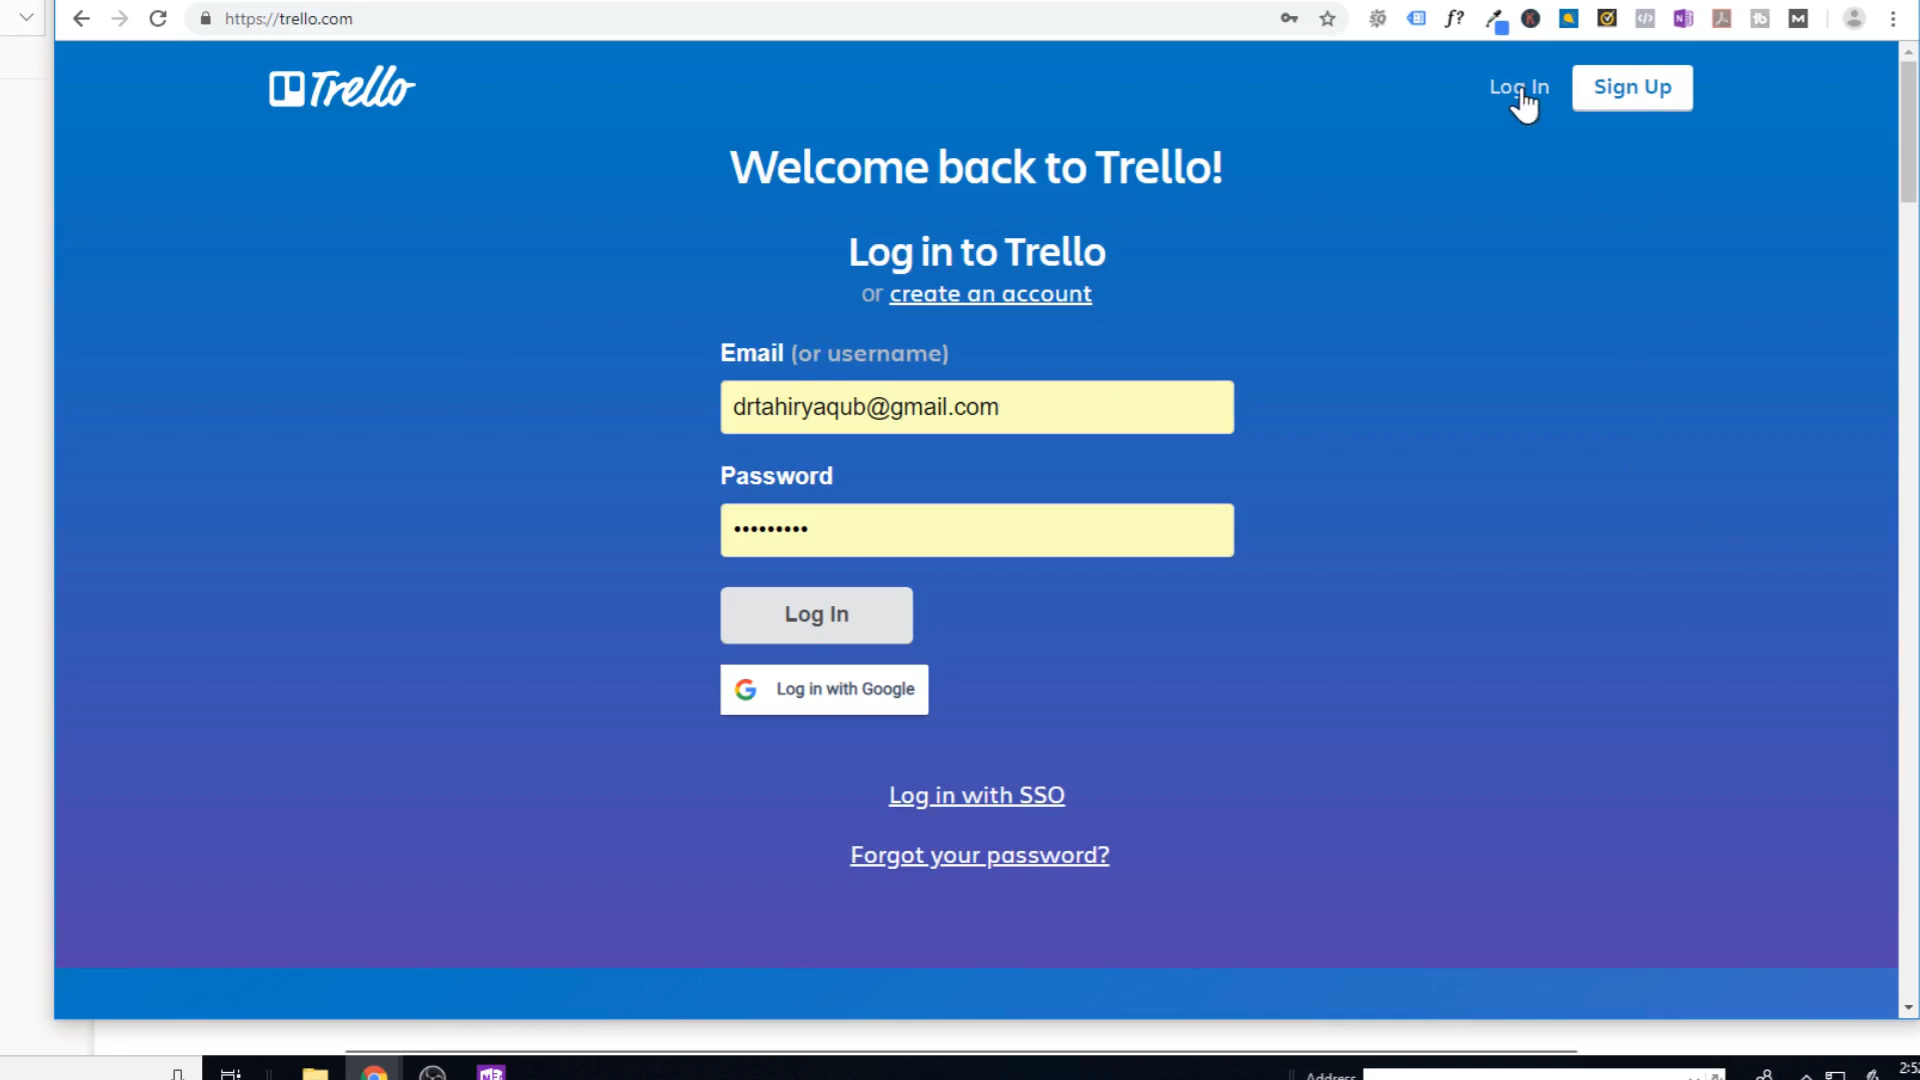 https://trello.com
f?
Trello
Log In
Sign Up
Welcome back to Trello!
Log in to Trello
or create an account
Email (or username)
drtahiryaqub@gmail.com
Password
•••••••••
Log In
G Log in with Google
Log in with SSO
Forgot your password?
Address